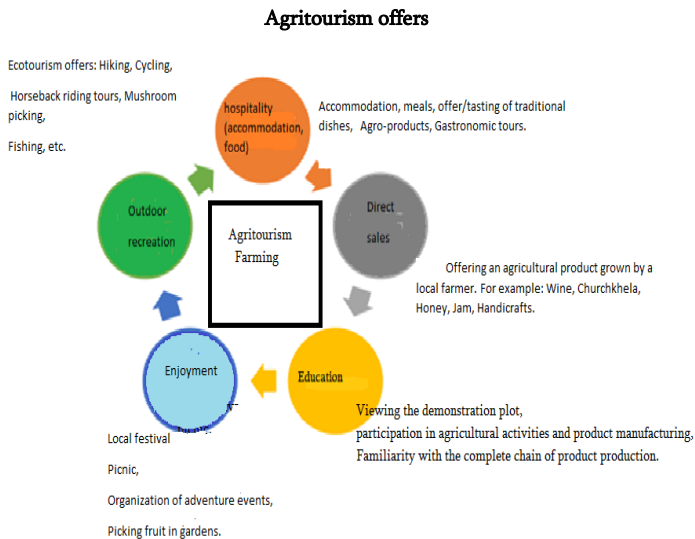 Agritourism offers
Ecotourism offers: Hiking, Cycling,
Horseback riding tours, Mushroom
picking,
Fishing, etc.
hospitality
(accommodation,
food)
Accommodation, meals, offer/tasting of traditional
dishes, Agro-products, Gastronomic tours.
Outdoor
recreation
Agritourism
Farming
Direct
sales
Offering an agricultural product grown by a
local farmer. For example: Wine, Churchkhela,
Honey, Jam, Handicrafts.
Enjoyment
Education
Viewing the demonstration plot,
participation in agricultural activities and product manufacturing,
Familiarity with the complete chain of product production.
Local festival
Picnic,
Organization of adventure events,
Picking fruit in gardens.